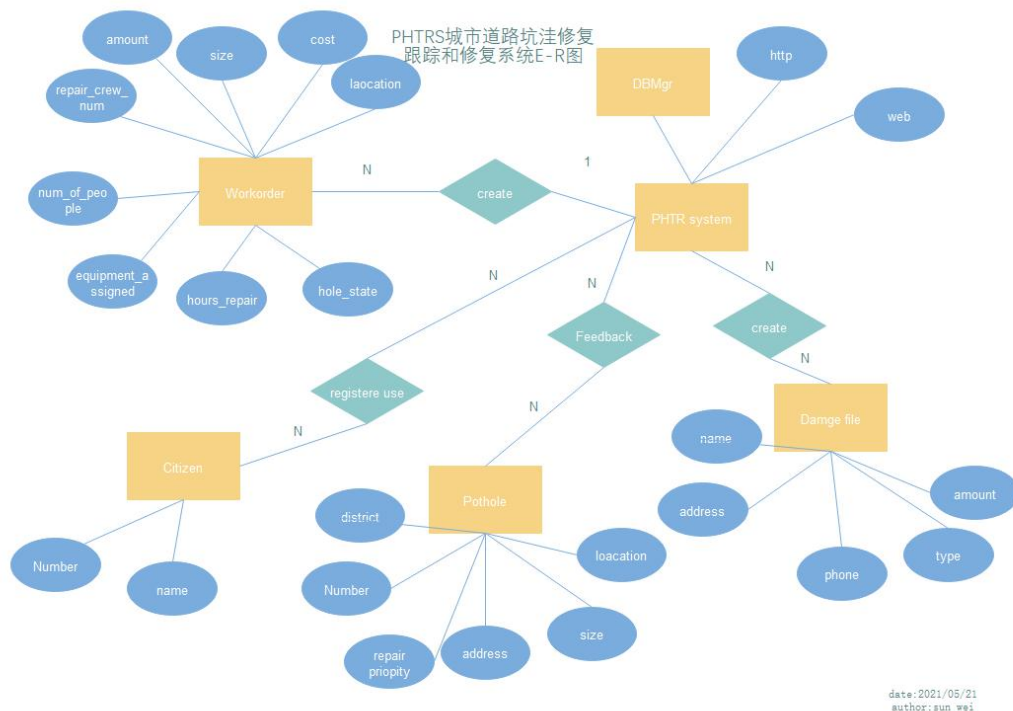 PHTRS城市道路坑洼修复
跟踪和修复系统E-R图
amount
size
cost
laocation
repair_crew_
num
num_of_peo
ple
equipment_a
ssigned
hours_repair
hole_state
Workorder
N
create
1
DBMgr
http
web
PHTR system
N
registere use
N
Citizen
Number
name
N
Feedback
N
Pothole
district
Number
repair
priopity
address
size
loacation
N
create
N
Damge file
name
address
phone
type
amount
date:2021/05/21
author:sun wei